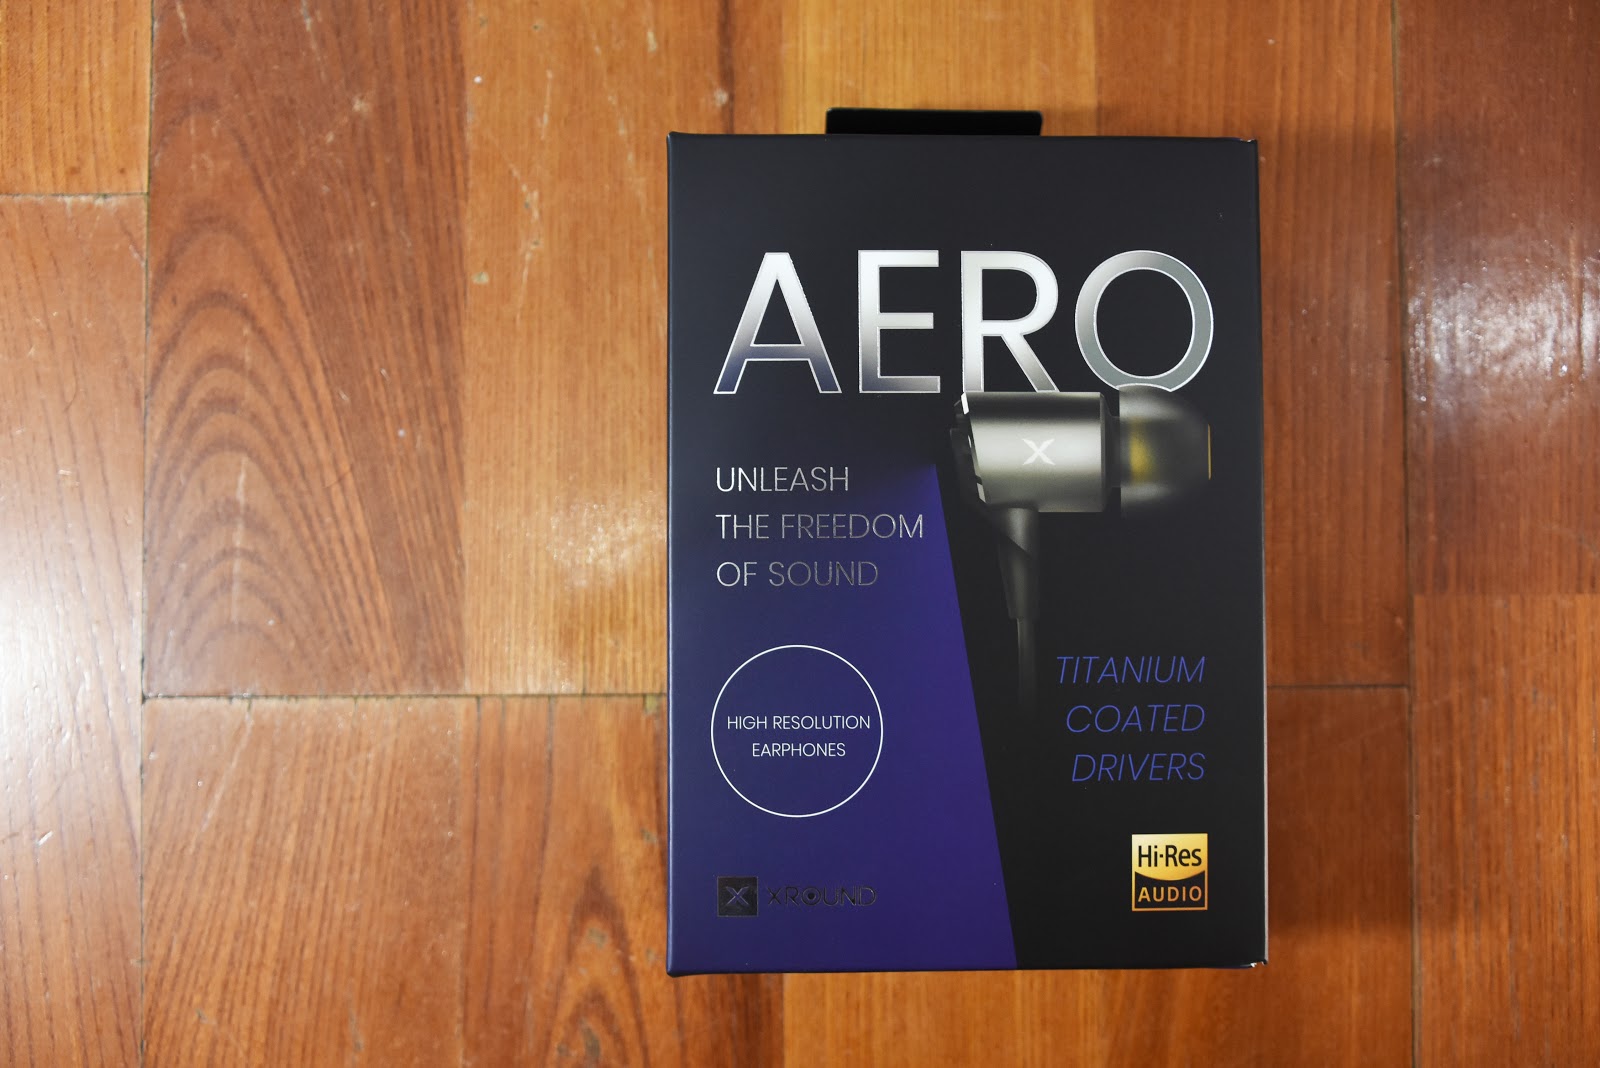 AERO
X
UNLEASH
THE FREEDOM
OF SOUND
HIGH RESOLUTION
EARPHONES
TITANIUM
COATED
DRIVERS
X XROUND
Hi-Res
AUDIO